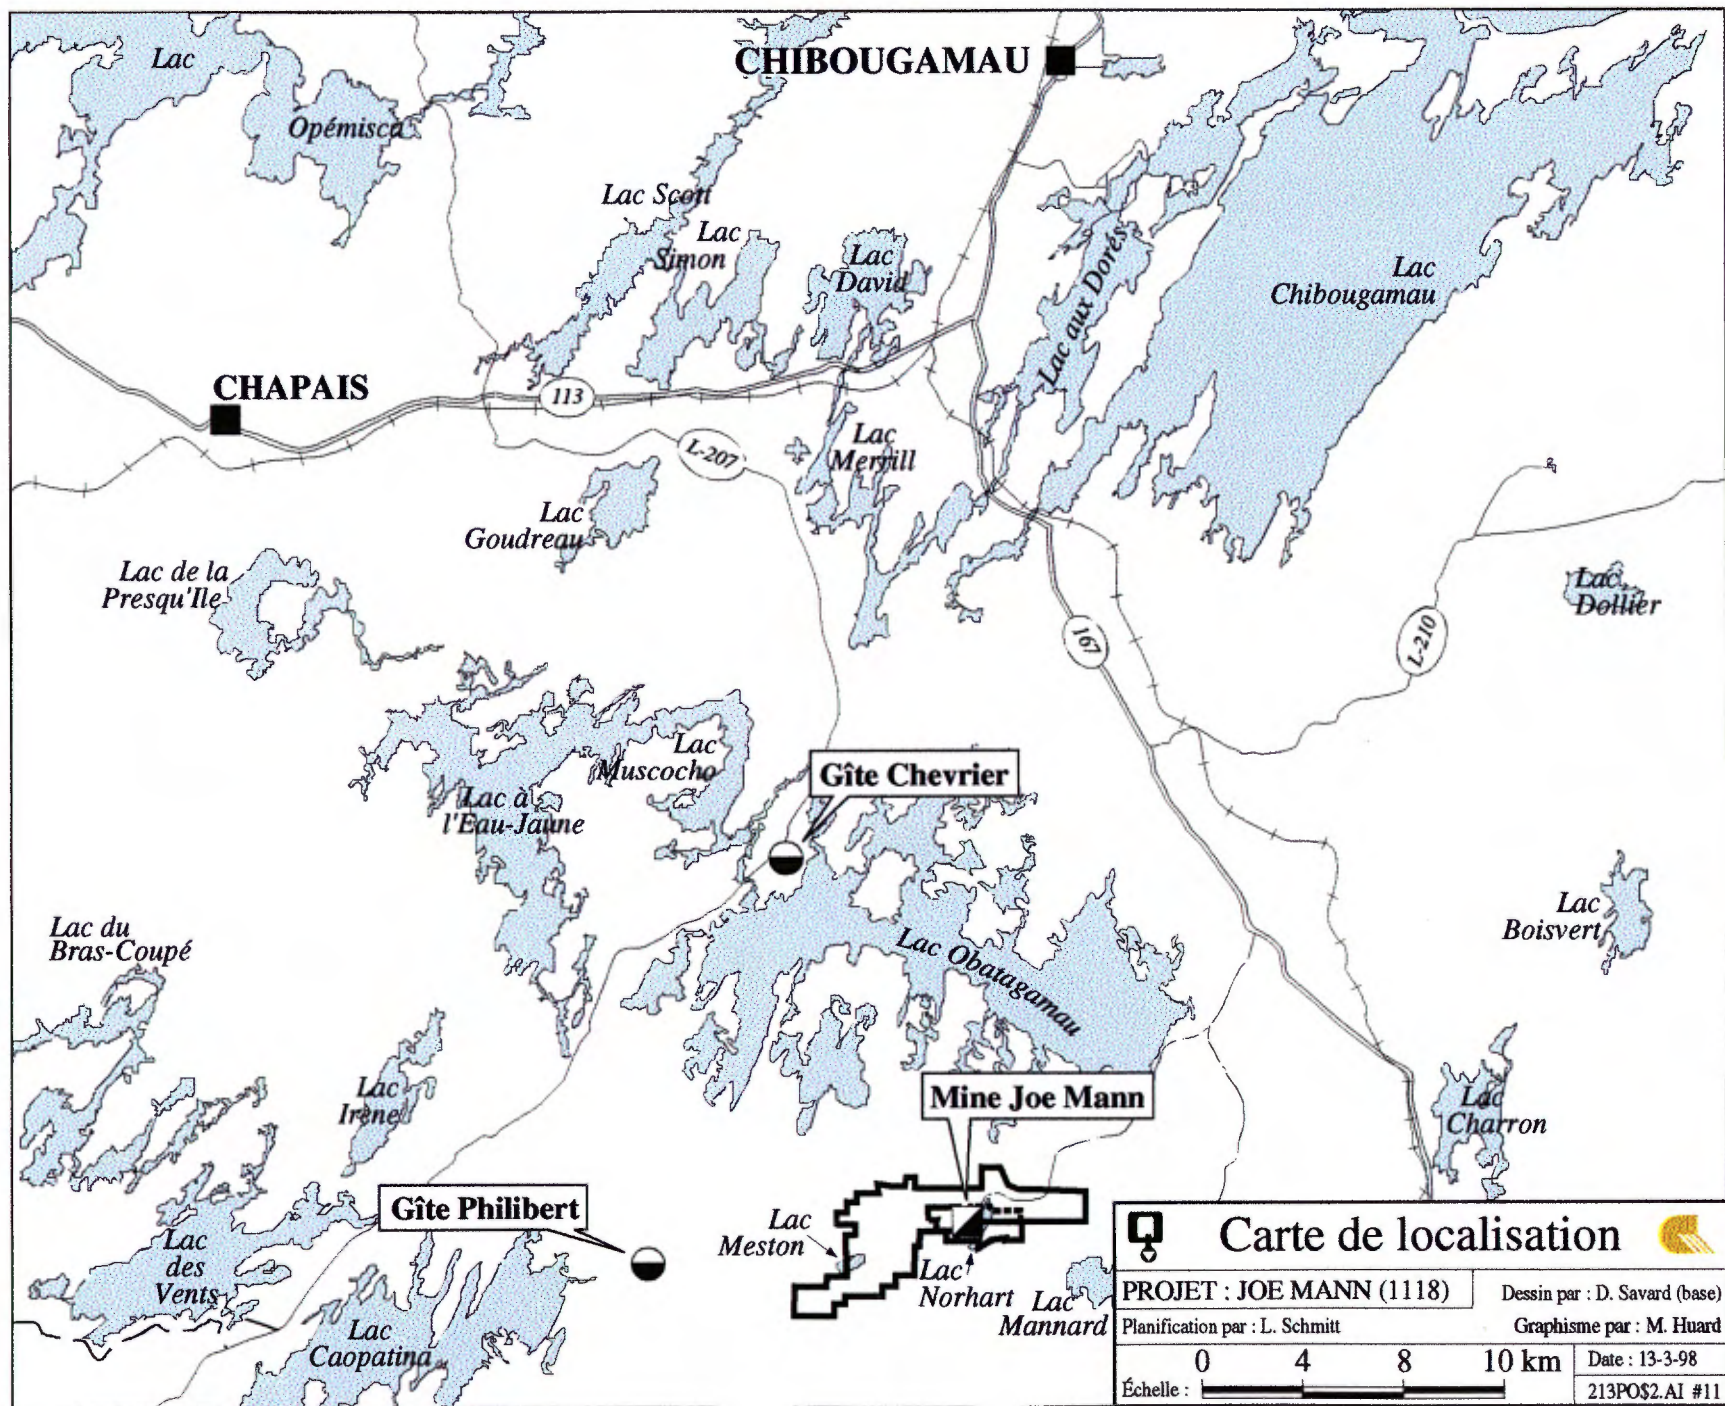 Lac
Opémisca
CHIBOUGAMAU
Lac Scott
Lac
Simon
Lac
David
Lac aux Dorés
Lac
Chibougamau
CHAPAIS
113
L-207
Lac
Merrill
Lac
Goudreau
Lac de la
Presqu'Ile
Lac
Dollier
167
L-210
Lac
Muscocho
Gîte Chevrier
Lac à
l'Eau-Jaune
Lac
Boisvert
Lac du
Bras-Coupé
Lac Obatagamau
Lac
Irène
Mine Joe Mann
Lac
Charron
Gîte Philibert
Lac
Meston
Lac
des
Vents
Lac
Norhart
Lac
Mannard
Lac
Caopatina
Carte de localisation
PROJET : JOE MANN (1118)
Dessin par : D. Savard (base)
Planification par : L. Schmitt
Graphisme par : M. Huard
0 4 8 10 km
Échelle :
Date : 13-3-98
213PO$2.AI #11